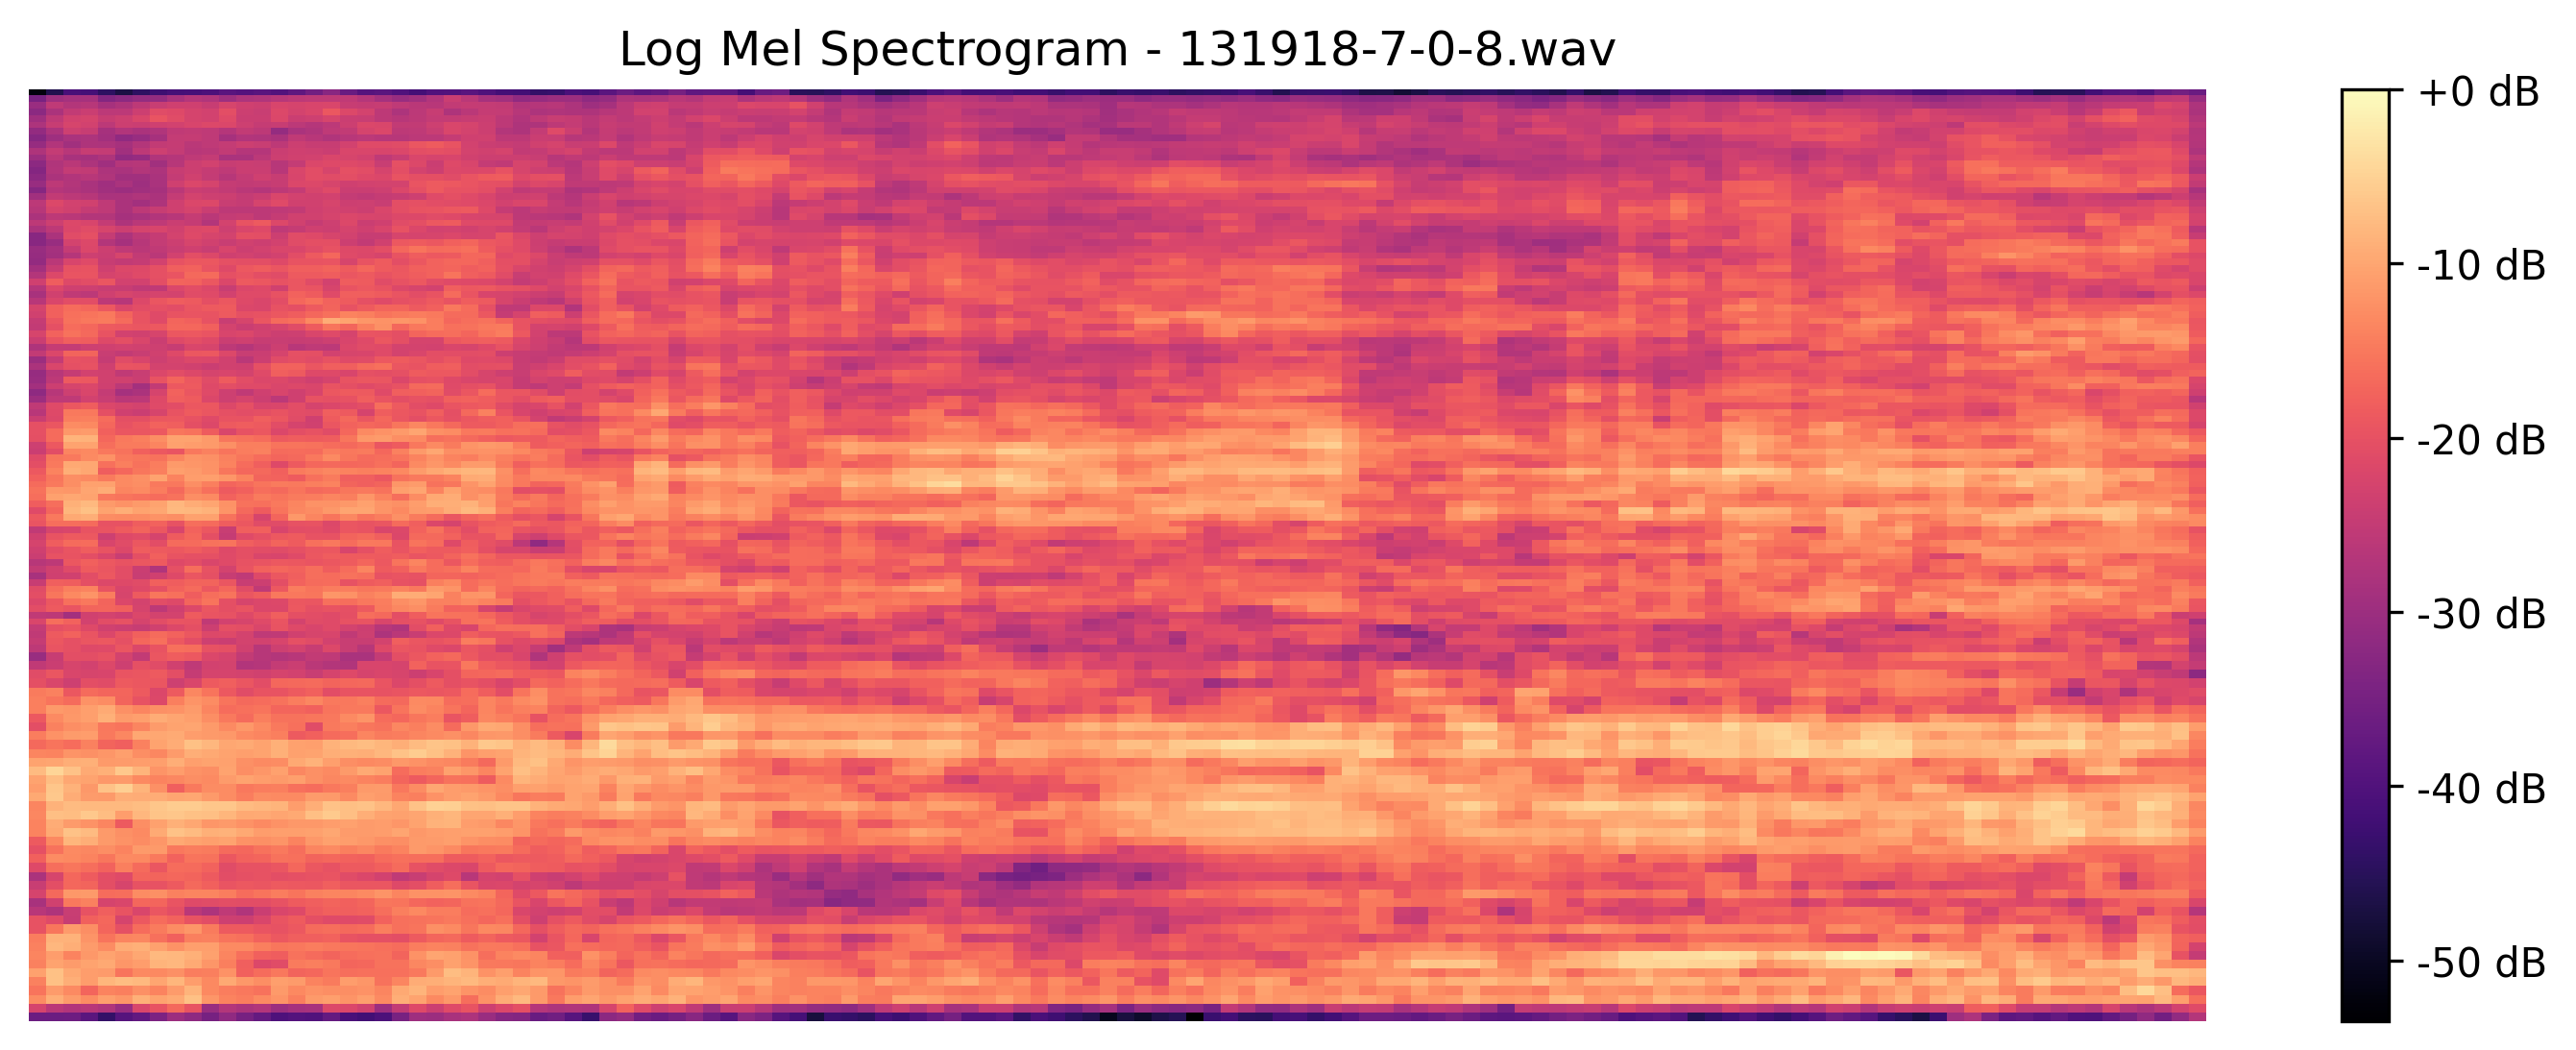 Log Mel Spectrogram - 131918-7-0-8.wav
+0 dB
-10 dB
-20 dB
-30 dB
-40 dB
-50 dB